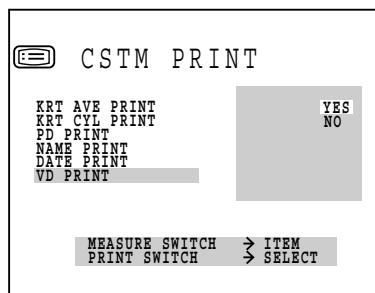 CSTM PRINT
KRT AVE PRINT YES
KRT CYL PRINT NO
PD PRINT
NAME PRINT
DATE PRINT
VD PRINT
MEASURE SWITCH → ITEM
PRINT SWITCH → SELECT